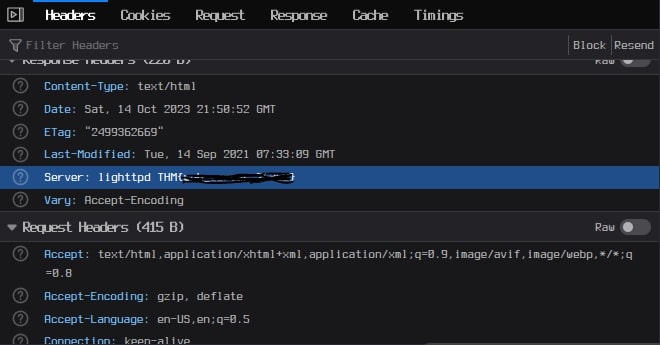 Headers Cookies Request Response Cache Timings
Filter Headers Block Resend
Response Headers (220 B) Raw
Content-Type: text/html
Date: Sat, 14 Oct 2023 21:50:52 GMT
ETag: "2499362669"
Last-Modified: Tue, 14 Sep 2021 07:33:09 GMT
Server: lighttpd THM{ }
Vary: Accept-Encoding
Request Headers (415 B) Raw
Accept: text/html,application/xhtml+xml,application/xml;q=0.9,image/avif,image/webp,*/*;q
=0.8
Accept-Encoding: gzip, deflate
Accept-Language: en-US,en;q=0.5
Connection: keep-alive